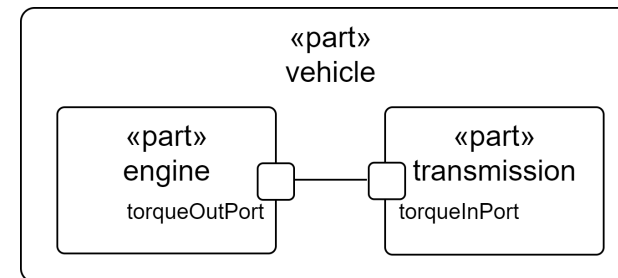 «part»
vehicle
«part»
engine
torqueOutPort
«part»
transmission
torqueInPort